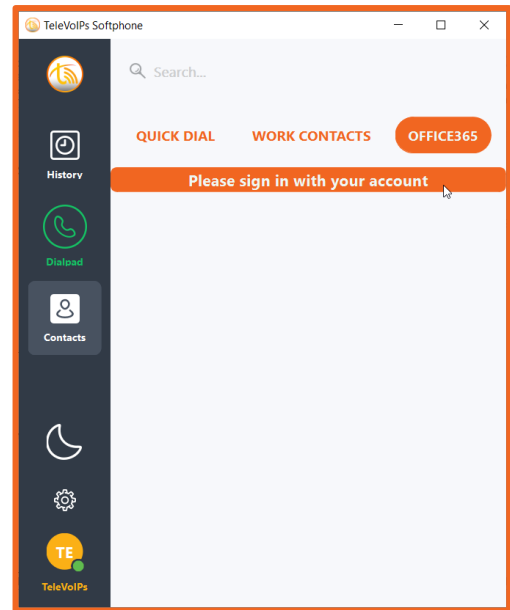 TeleVoIPs Softphone
Search...
QUICK DIAL WORK CONTACTS OFFICE365
Please sign in with your account
History
Dialpad
Contacts
TE
TeleVoIPs